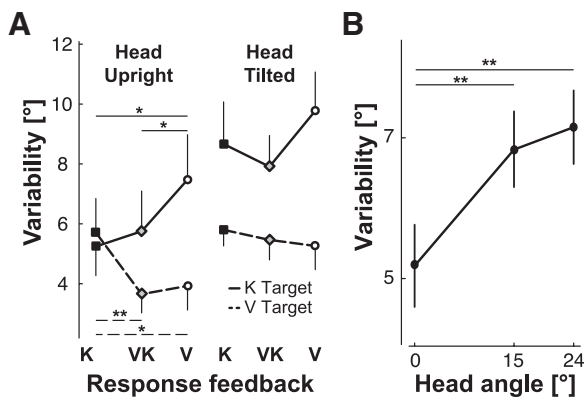 A
Head Upright
Head Tilted
Variability [°]
12
10
8
6
4
*
*
**
*
K Target
V Target
K VK V
K VK V
Response feedback
B
Variability [°]
7
5
**
**
0 15 24
Head angle [°]